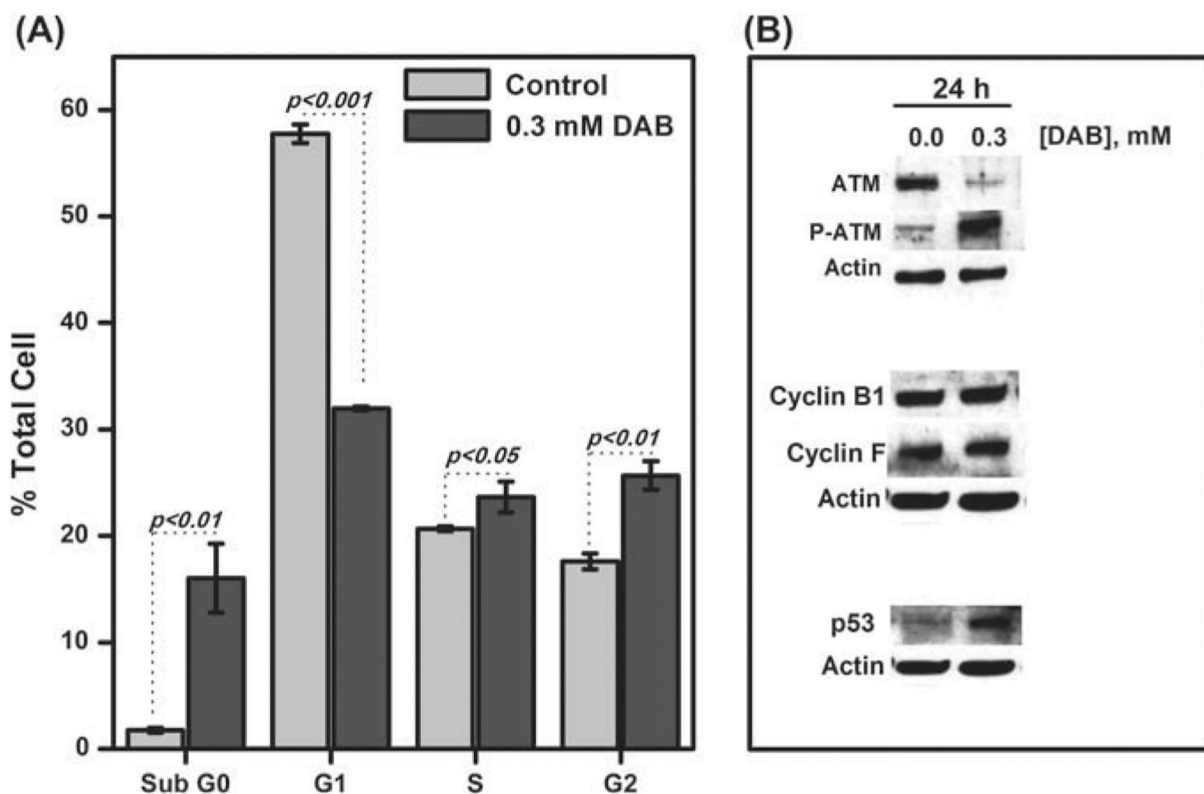 (A)
Control
0.3 mM DAB
p<0.001
p<0.01
p<0.05
p<0.01
% Total Cell
60
50
40
30
20
10
0
Sub G0 G1 S G2
(B)
24 h
0.0 0.3 [DAB], mM
ATM
P-ATM
Actin
Cyclin B1
Cyclin F
Actin
p53
Actin